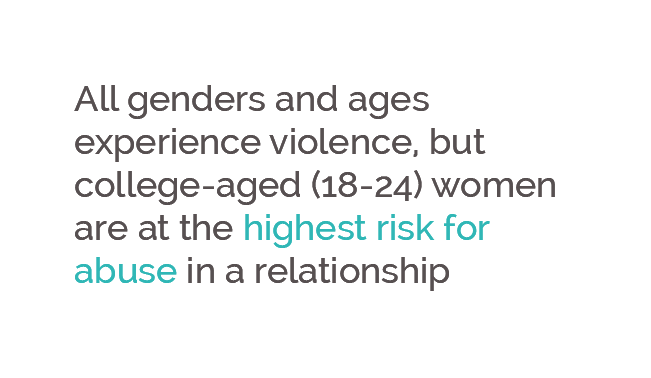 All genders and ages
experience violence, but
college-aged (18-24) women
are at the highest risk for
abuse in a relationship